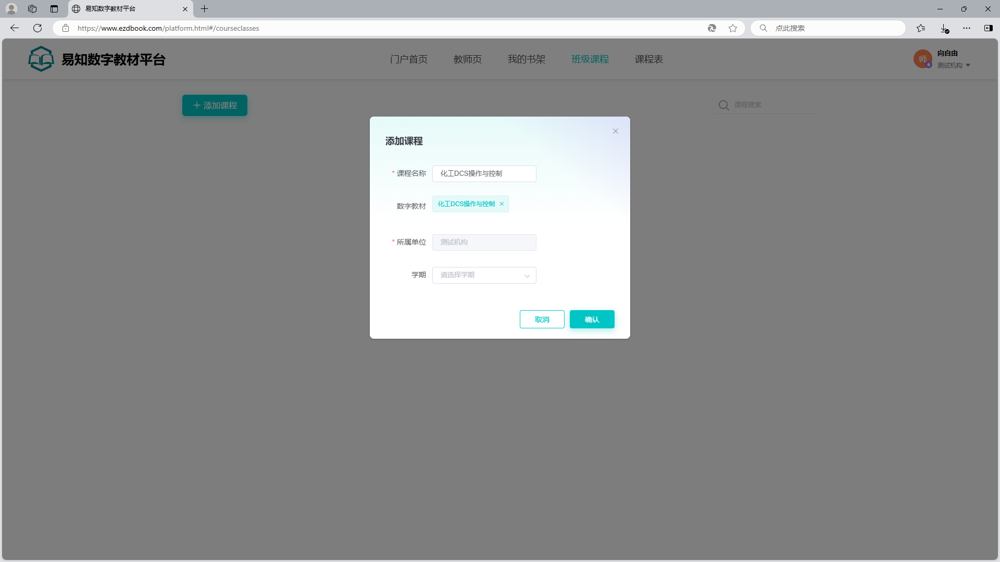 易知数字教材平台
https://www.ezdbook.com/platform.html#/courseclasses
点此搜索
易知数字教材平台
门户首页 教师页 我的书架 班级课程 课程表
师
向自由
测试机构
添加课程
课程搜索
添加课程
* 课程名称 化工DCS操作与控制
数字教材 化工DCS操作与控制
* 所属单位 测试机构
学期 请选择学期
取消 确认